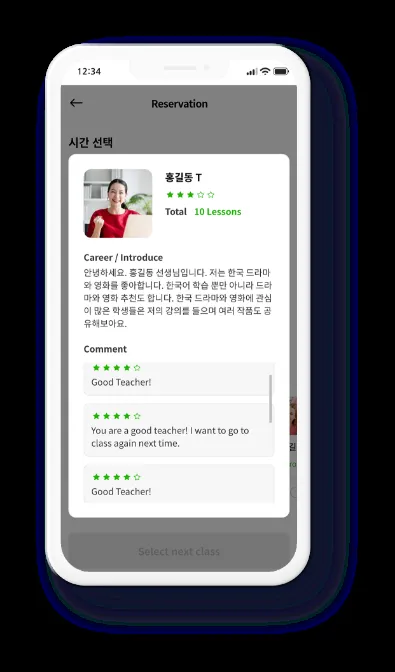 12:34
Reservation
시간 선택
홍길동 T
Total 10 Lessons
Career / Introduce
안녕하세요. 홍길동 선생님입니다. 저는 한국 드라마
와 영화를 좋아합니다. 한국어 학습 뿐만 아니라 드라
마와 영화 추천도 합니다. 한국 드라마와 영화에 관심
이 많은 학생들은 저의 강의를 들으며 여러 작품도 공
유해보아요.
Comment
Good Teacher!
You are a good teacher! I want to go to
class again next time.
Good Teacher!
Select next class